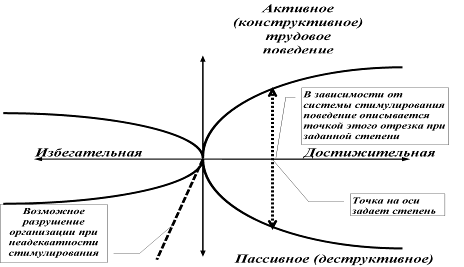 Активное
(конструктивное)
трудовое
поведение
В зависимости от
системы стимулирования
поведение описывается
точкой этого отрезка при
заданной степени
Избегательная
Достижительная
Возможное
разрушение
организации при
неадекватности
стимулирования
Точка на оси
задает степень
Пассивное (деструктивное)